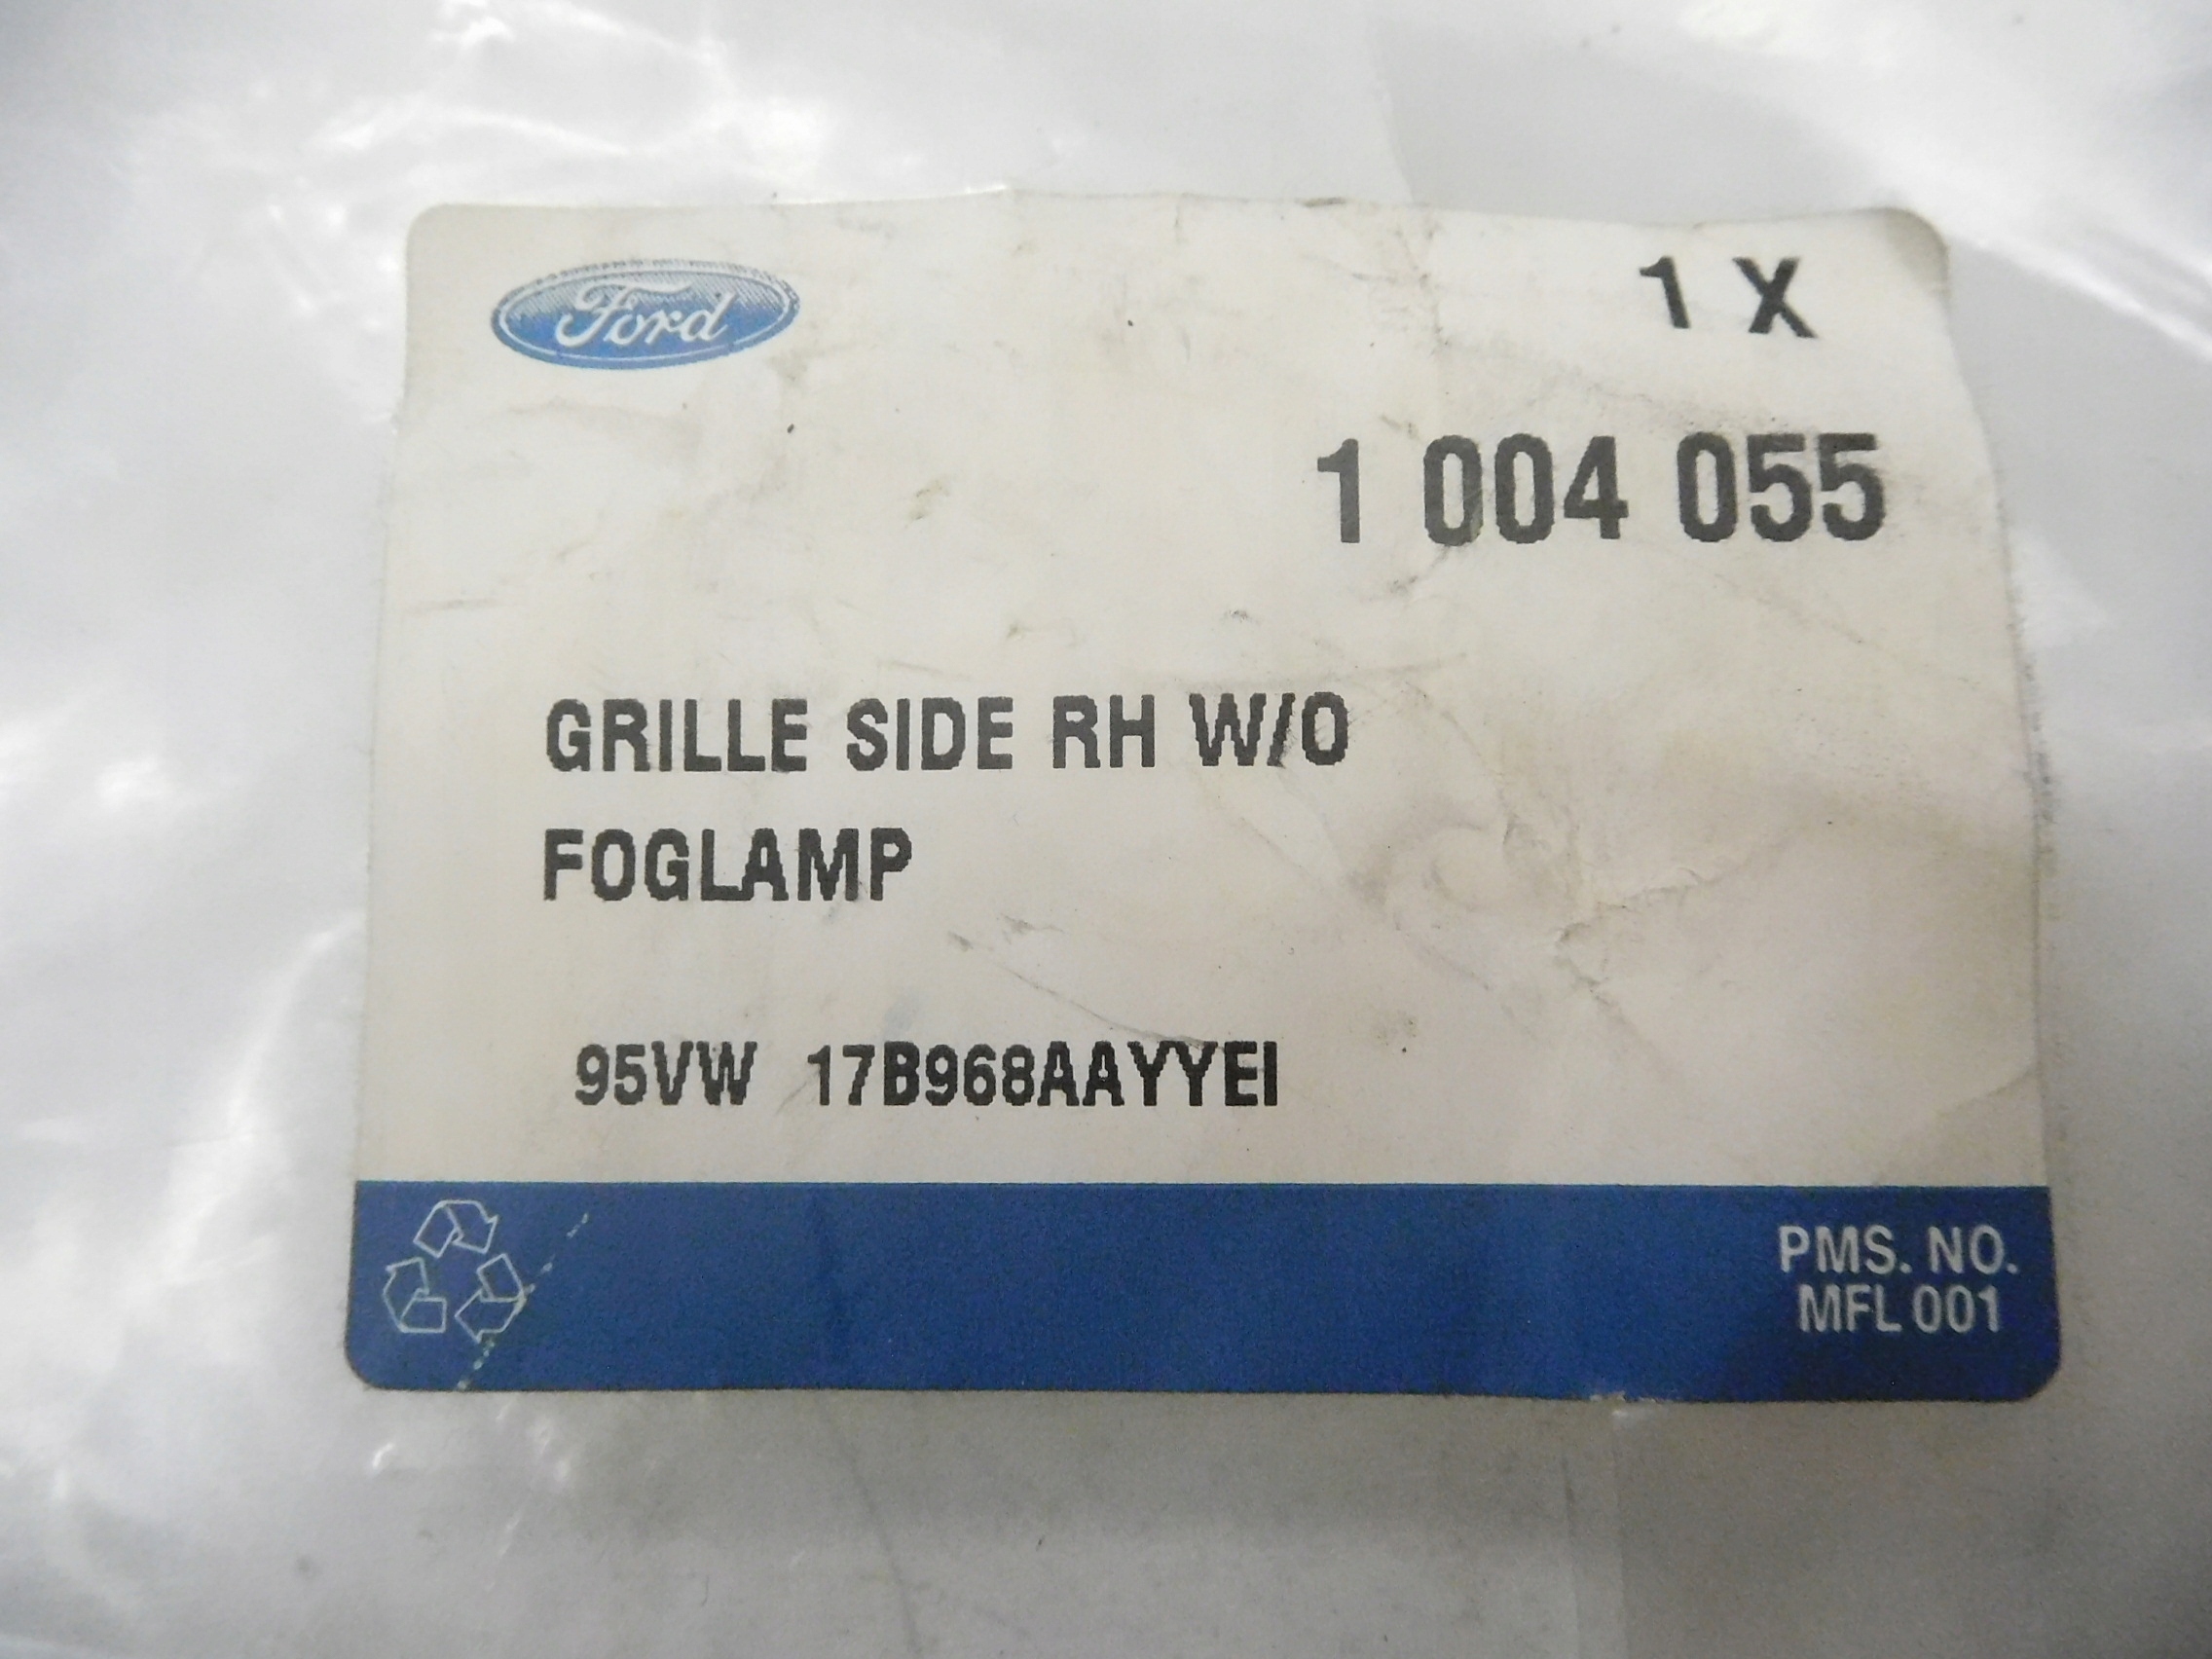 Ford
1 X
1 004 055
GRILLE SIDE RH W/O
FOGLAMP
95VW 17B968AAYYEI
PMS. NO.
MFL 001